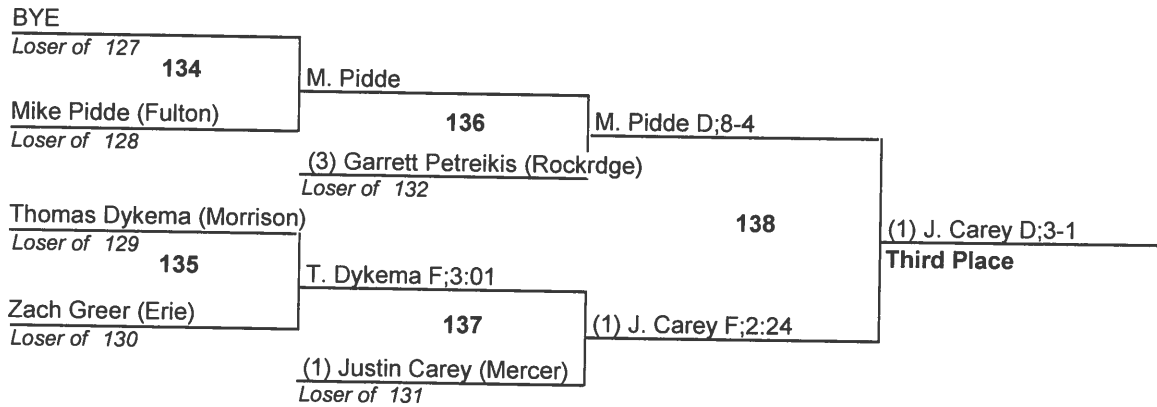 BYE
Loser of 127
134
M. Pidde
Mike Pidde (Fulton)
Loser of 128
136
M. Pidde D;8-4
(3) Garrett Petreikis (Rockrdge)
Loser of 132
Thomas Dykema (Morrison)
Loser of 129
138
(1) J. Carey D;3-1
Third Place
135
T. Dykema F;3:01
Zach Greer (Erie)
Loser of 130
137
(1) J. Carey F;2:24
(1) Justin Carey (Mercer)
Loser of 131